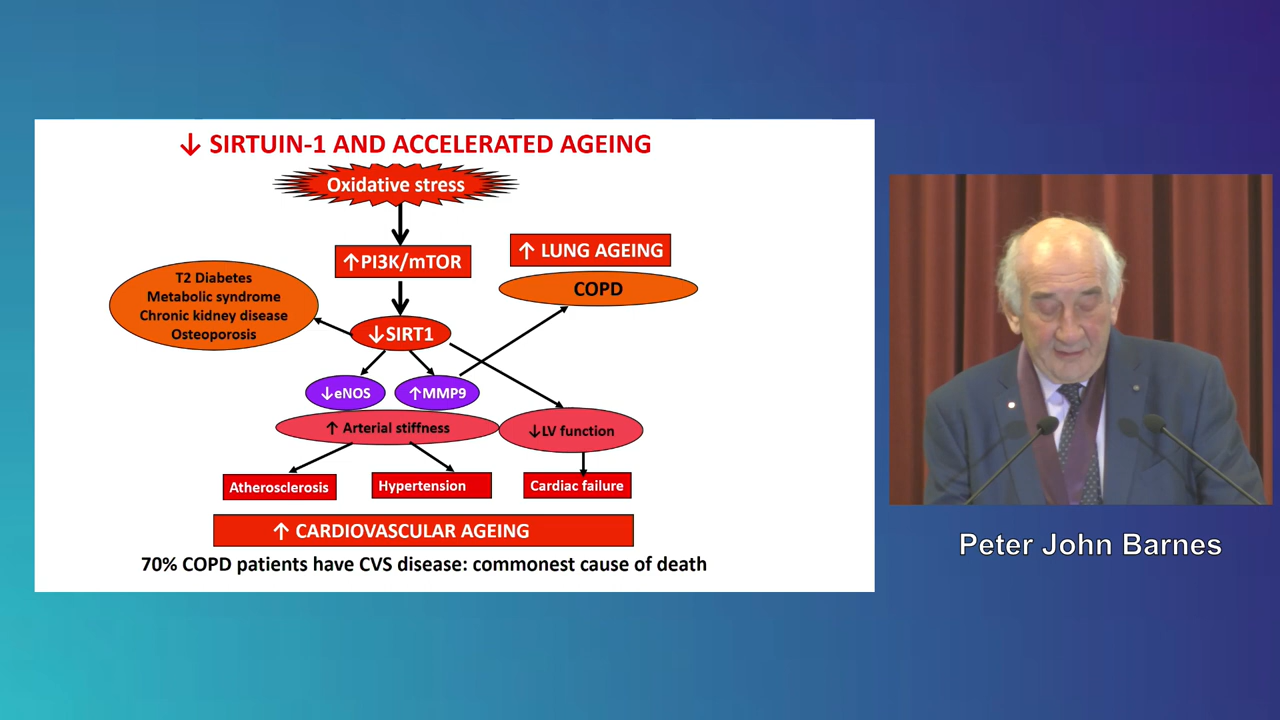 ↓ SIRTUIN-1 AND ACCELERATED AGEING
Oxidative stress
↑PI3K/mTOR
↑ LUNG AGEING
COPD
T2 Diabetes
Metabolic syndrome
Chronic kidney disease
Osteoporosis
↓SIRT1
↓eNOS
↑MMP9
↑ Arterial stiffness
↓LV function
Atherosclerosis
Hypertension
Cardiac failure
↑ CARDIOVASCULAR AGEING
70% COPD patients have CVS disease: commonest cause of death
Peter John Barnes